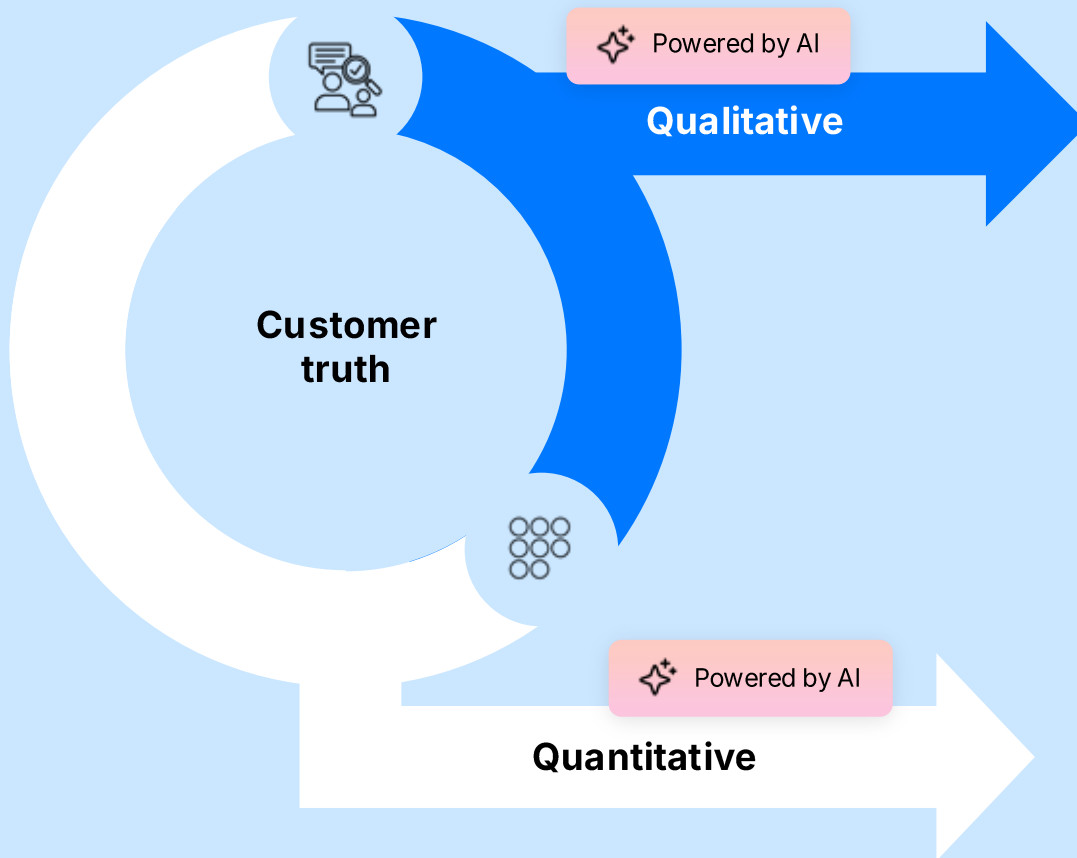 Powered by AI
Qualitative
Customer
truth
Powered by AI
Quantitative